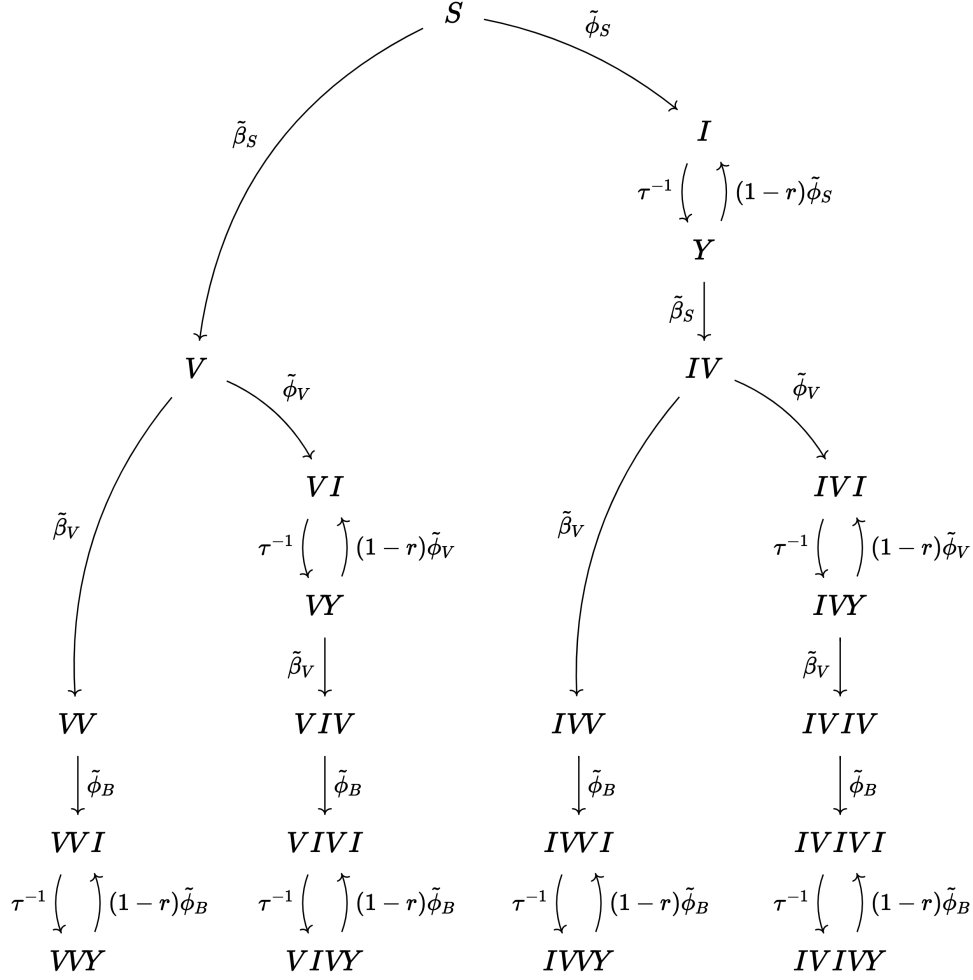 S
φ̃_S
β̃_S
I
τ⁻¹ (1 − r)φ̃_S
Y
β̃_S
V IV
φ̃_V φ̃_V
VI IVI
β̃_V β̃_V
τ⁻¹ (1 − r)φ̃_V τ⁻¹ (1 − r)φ̃_V
VY IVY
β̃_V β̃_V
VV VIV IVV IVIV
φ̃_B φ̃_B φ̃_B φ̃_B
VVI VIVI IVVI IVIVI
τ⁻¹ (1 − r)φ̃_B τ⁻¹ (1 − r)φ̃_B τ⁻¹ (1 − r)φ̃_B τ⁻¹ (1 − r)φ̃_B
VVY VIVY IVVY IVIVY